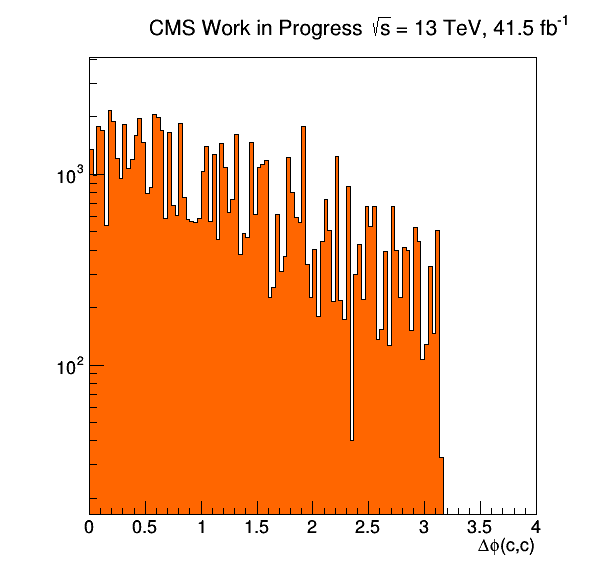 CMS Work in Progress √s = 13 TeV, 41.5 fb⁻¹
10³
10²
0 0.5 1 1.5 2 2.5 3 3.5 4
Δϕ(c,c)